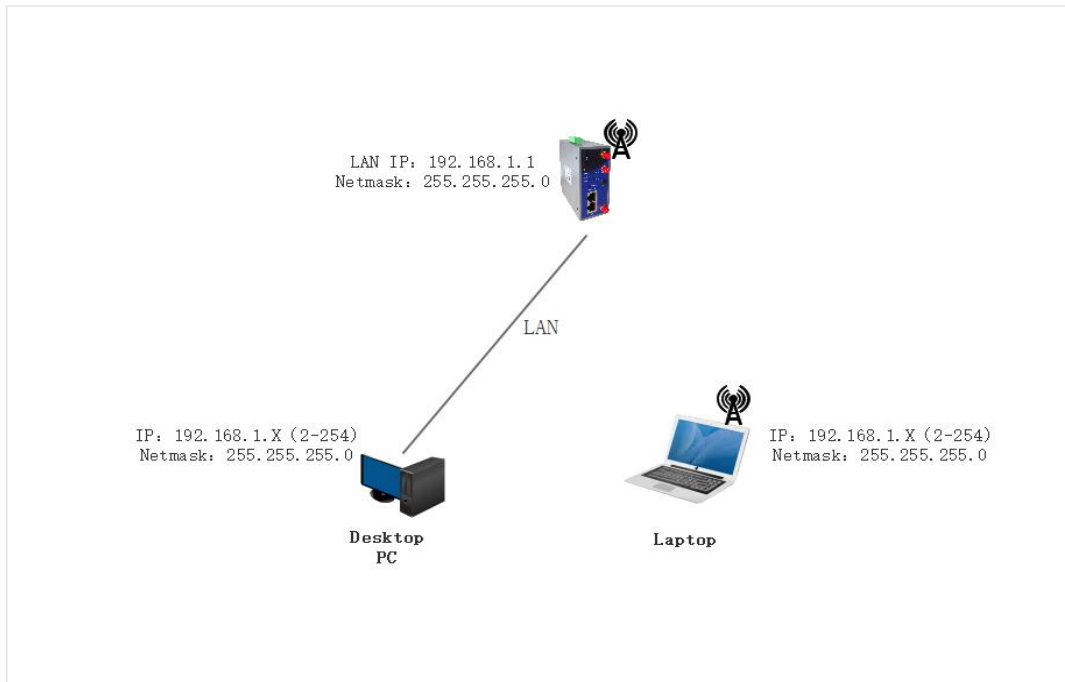 LAN IP: 192.168.1.1
Netmask: 255.255.255.0
LAN
IP: 192.168.1.X (2-254)
Netmask: 255.255.255.0
IP: 192.168.1.X (2-254)
Netmask: 255.255.255.0
Desktop
PC
Laptop